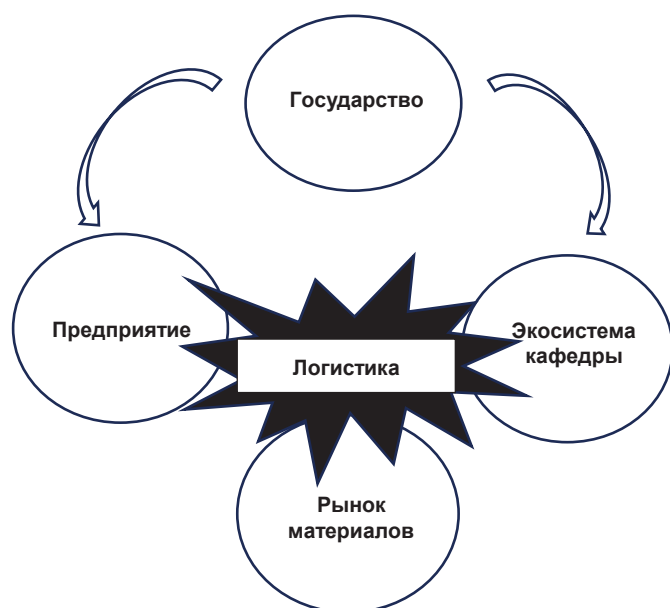 Государство
Предприятие
Экосистема
кафедры
Логистика
Рынок
материалов